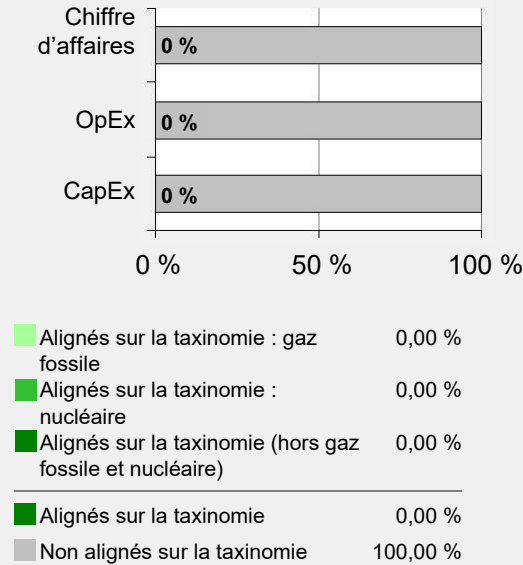 Chiffre
d’affaires
0 %
OpEx
0 %
CapEx
0 %
0 % 50 % 100 %
Alignés sur la taxinomie : gaz 0,00 %
fossile
Alignés sur la taxinomie : 0,00 %
nucléaire
Alignés sur la taxinomie (hors gaz 0,00 %
fossile et nucléaire)
Alignés sur la taxinomie 0,00 %
Non alignés sur la taxinomie 100,00 %